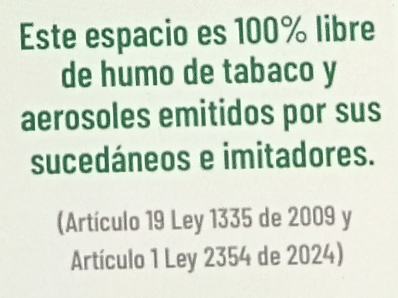 Este espacio es 100% libre
de humo de tabaco y
aerosoles emitidos por sus
sucedáneos e imitadores.
(Artículo 19 Ley 1335 de 2009 y
Artículo 1 Ley 2354 de 2024)